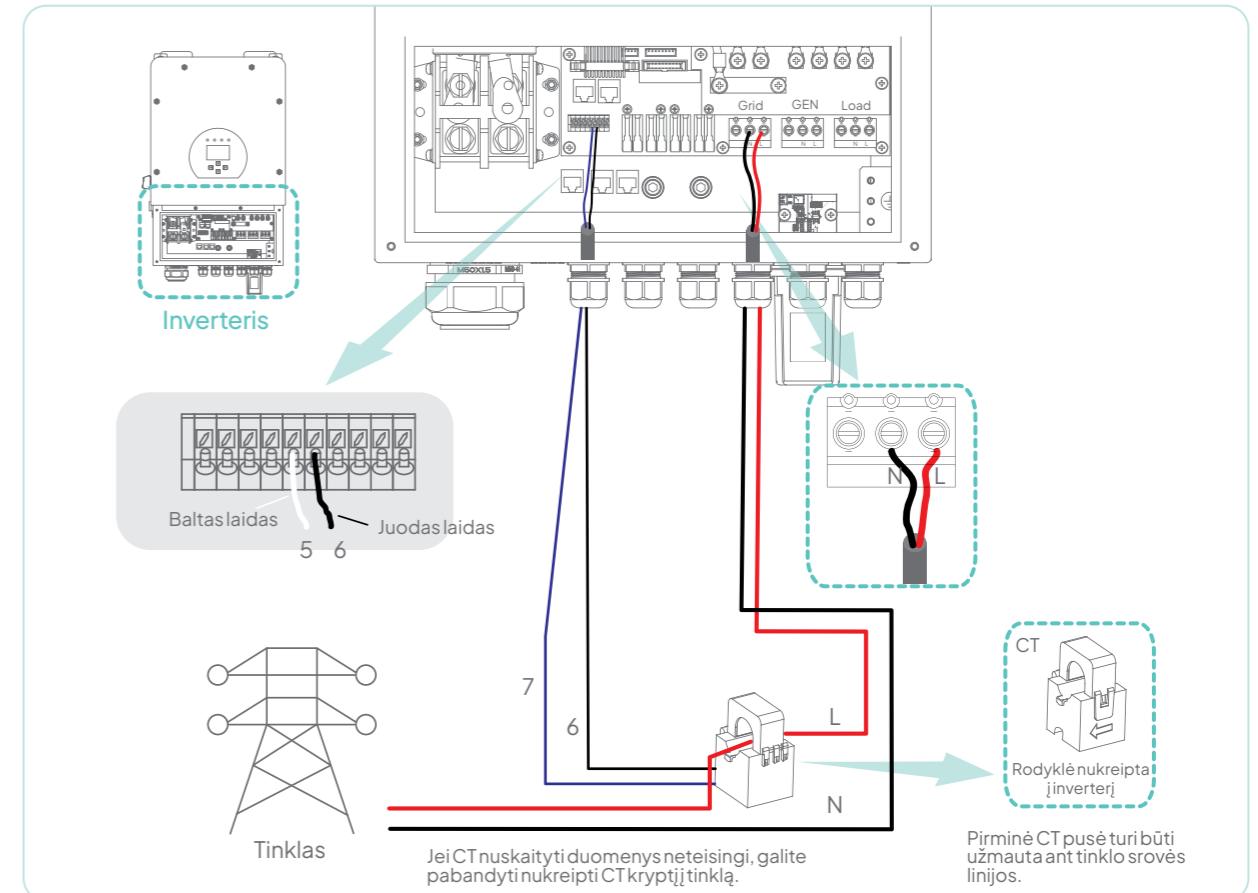 Grid GEN Load
N L N L N L
M50X1.5
Inverteris
N L
Baltas laidas
Juodas laidas
5 6
7
6
L
N
CT
Rodyklė nukreipta
į inverterį
Tinklas
Jei CT nuskaityti duomenys neteisingi, galite
pabandyti nukreipti CT kryptį į tinklą.
Pirminė CT pusė turi būti
užmauta ant tinklo srovės
linijos.